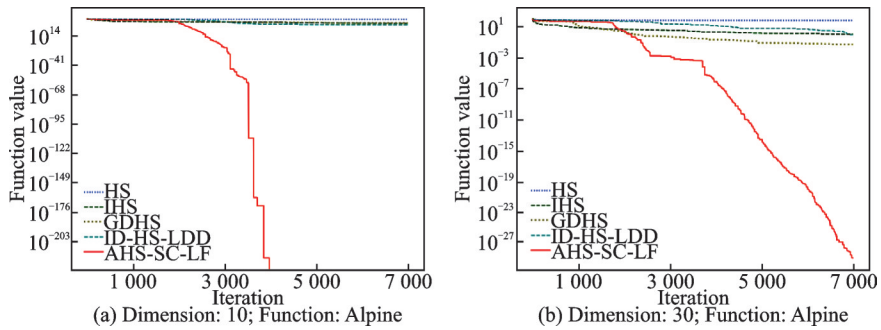 Function value
10^14
10^-41
10^-68
10^-95
10^-122
10^-149
10^-176
10^-203
HS
IHS
GDHS
ID-HS-LDD
AHS-SC-LF
1 000 3 000 5 000 7 000
Iteration
(a) Dimension: 10; Function: Alpine
Function value
10^1
10^-3
10^-7
10^-11
10^-15
10^-19
10^-23
10^-27
HS
IHS
GDHS
ID-HS-LDD
AHS-SC-LF
1 000 3 000 5 000 7 000
Iteration
(b) Dimension: 30; Function: Alpine